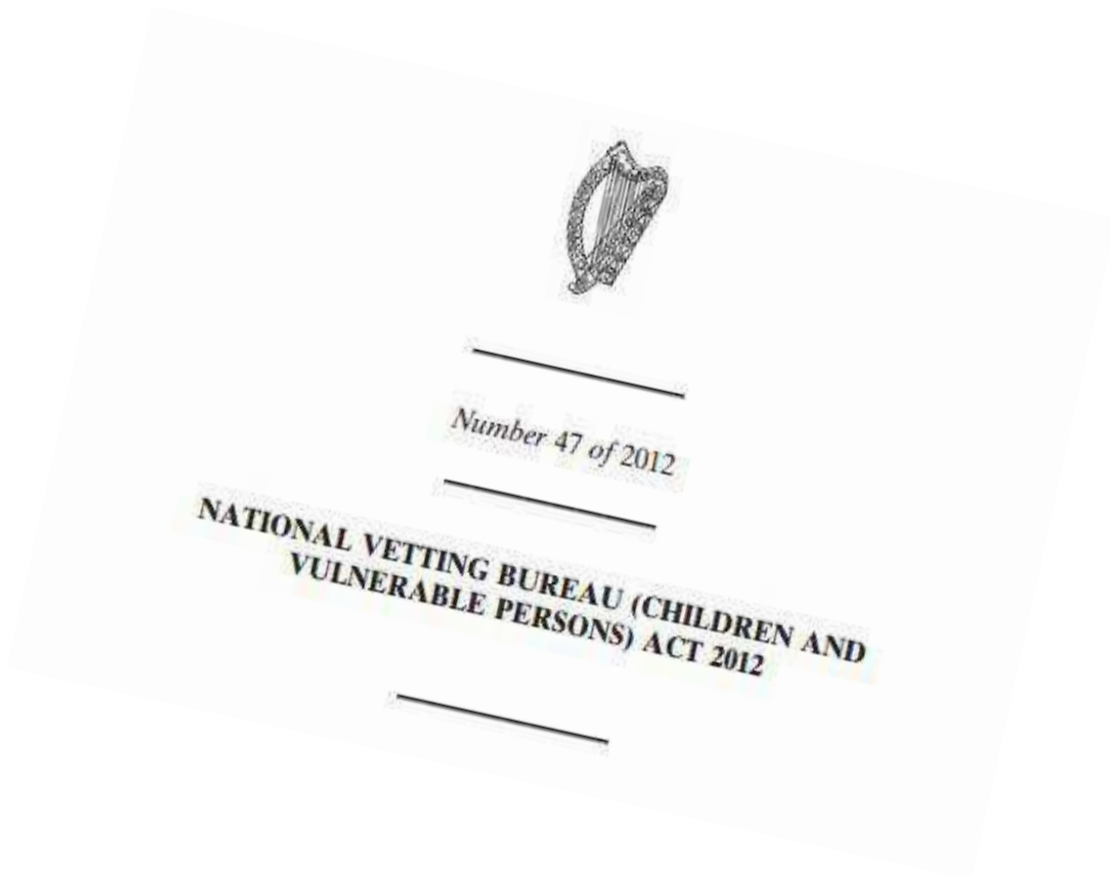 Number 47 of 2012
NATIONAL VETTING BUREAU (CHILDREN AND
VULNERABLE PERSONS) ACT 2012